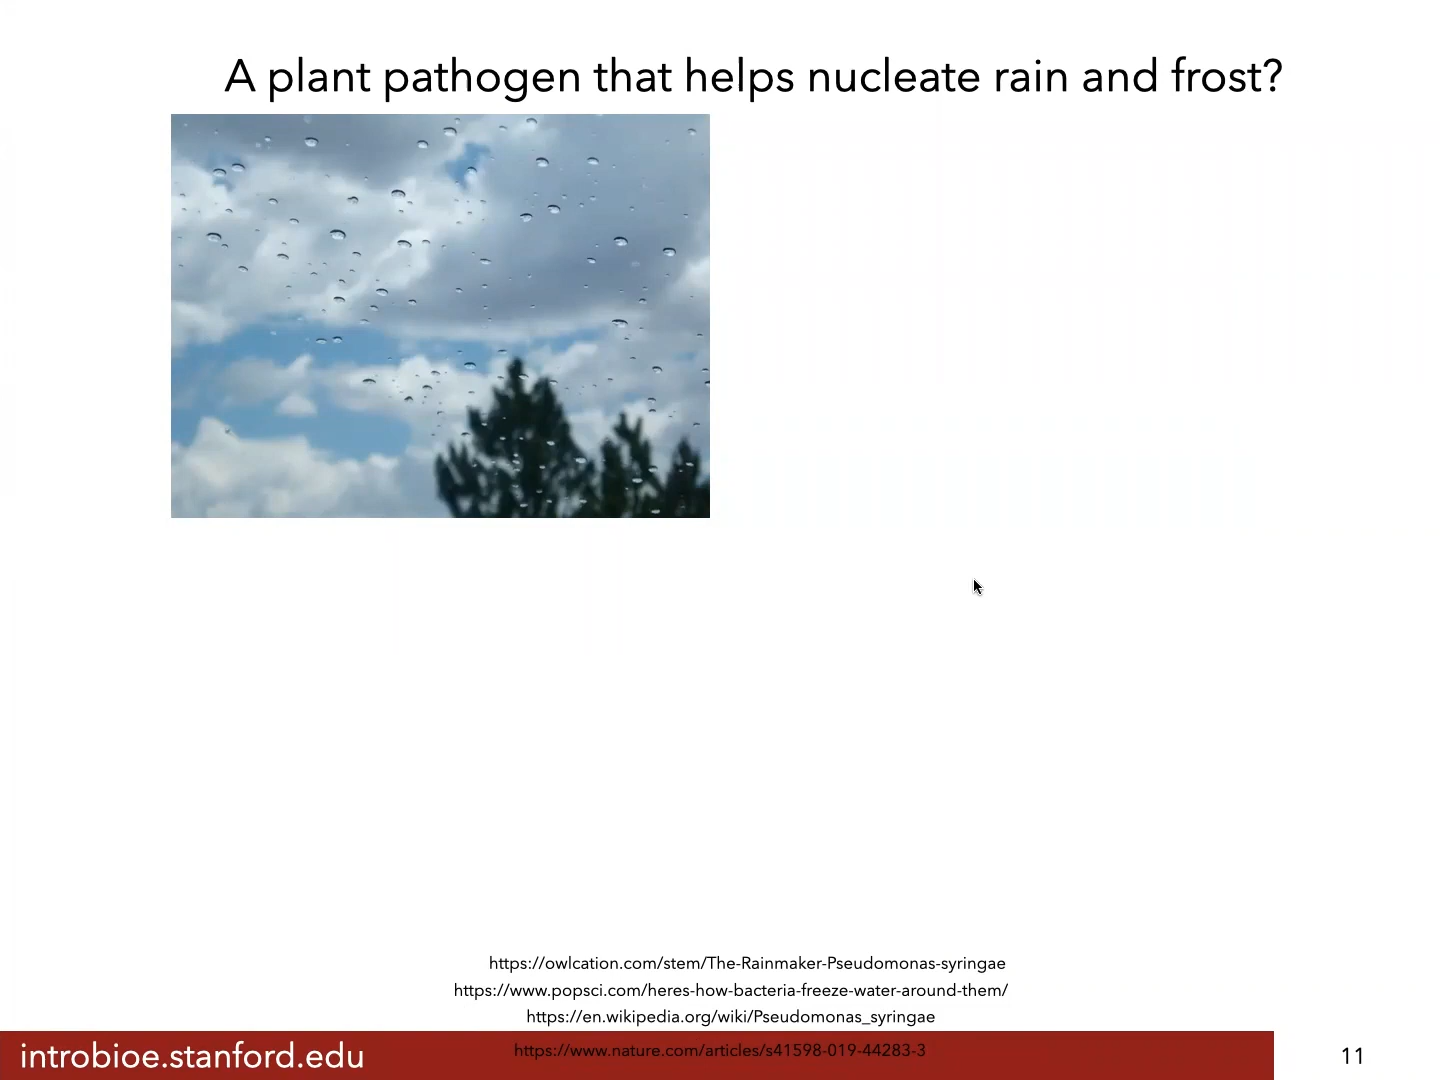 A plant pathogen that helps nucleate rain and frost?
https://owlcation.com/stem/The-Rainmaker-Pseudomonas-syringae
https://www.popsci.com/heres-how-bacteria-freeze-water-around-them/
https://en.wikipedia.org/wiki/Pseudomonas_syringae
introbioe.stanford.edu
https://www.nature.com/articles/s41598-019-44283-3
11